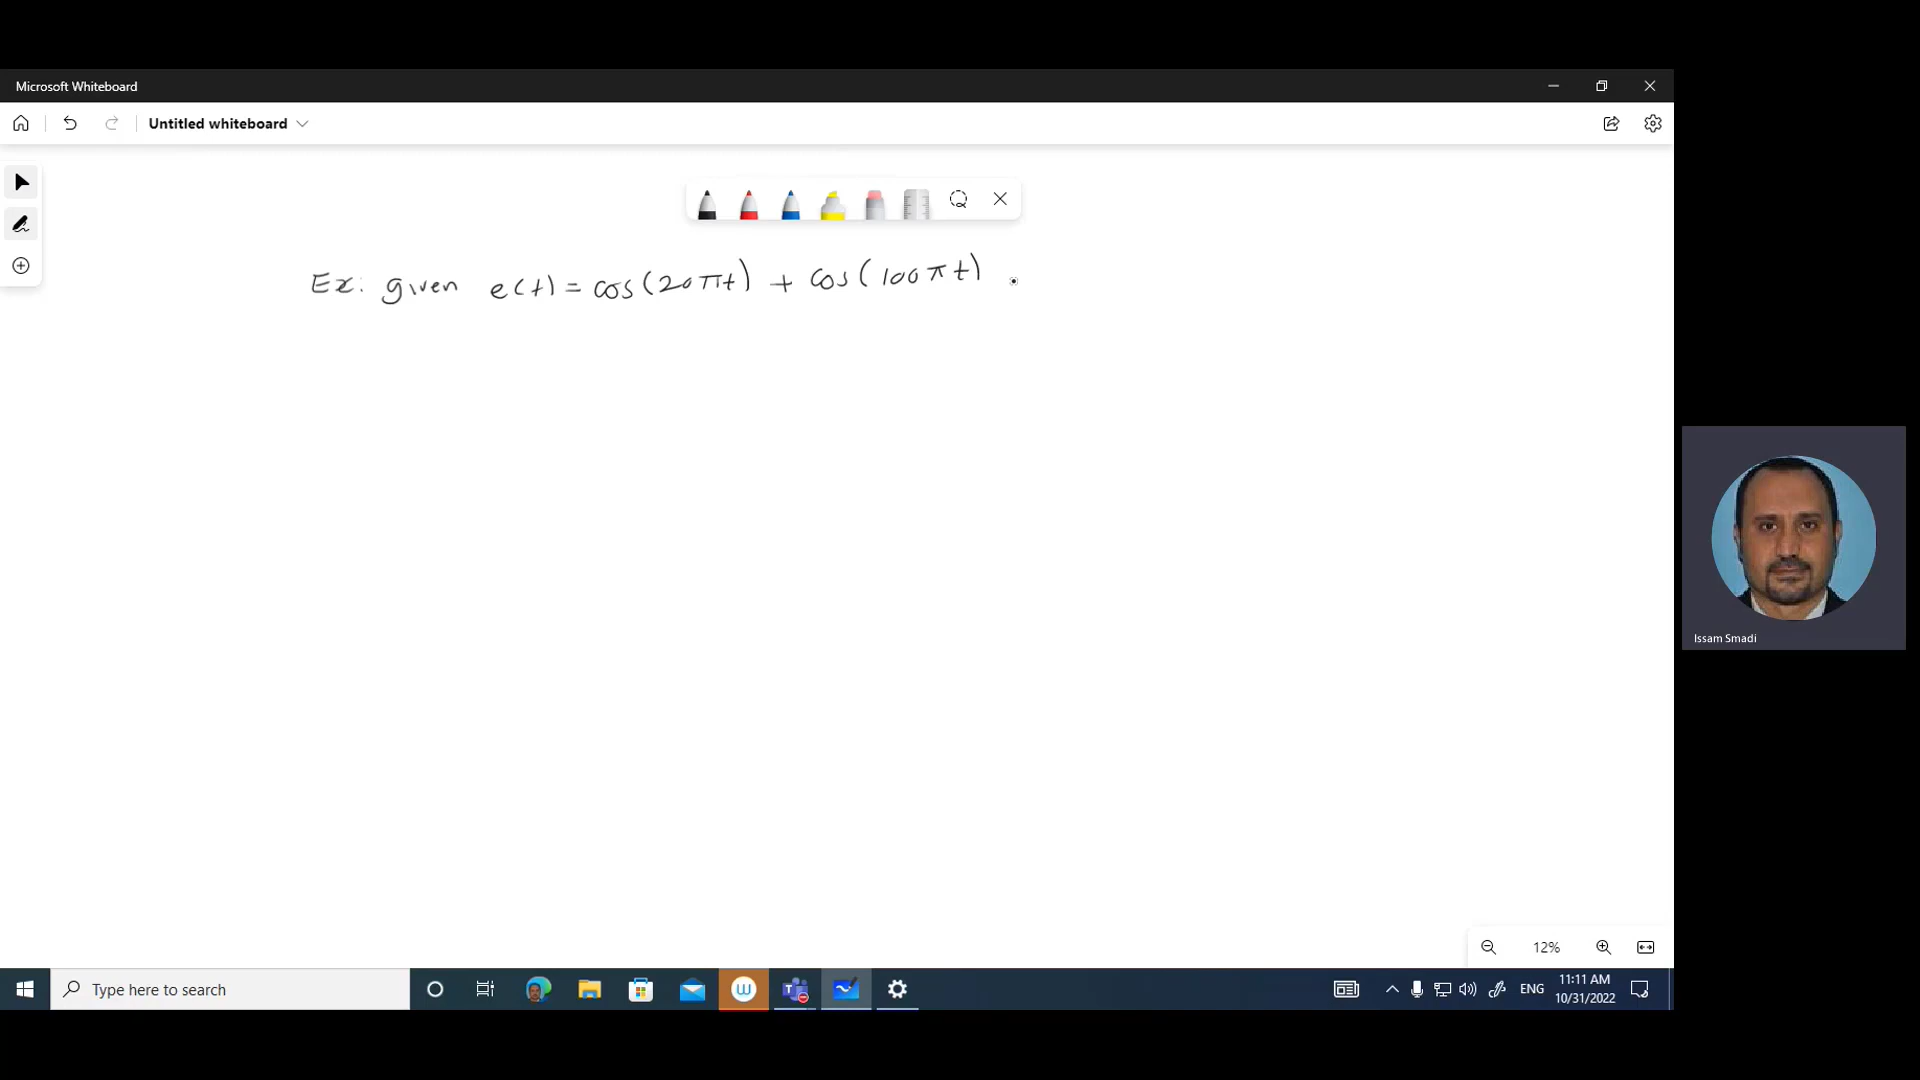 Microsoft Whiteboard
Untitled whiteboard
Ex: given e(t) = cos(20πt) + cos(100πt)
Issam Smadi
12%
Type here to search
W
T
ENG
11:11 AM
10/31/2022